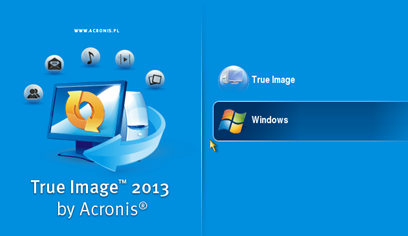 WWW.ACRONIS.PL
True Image™ 2013
by Acronis®
True Image
Windows